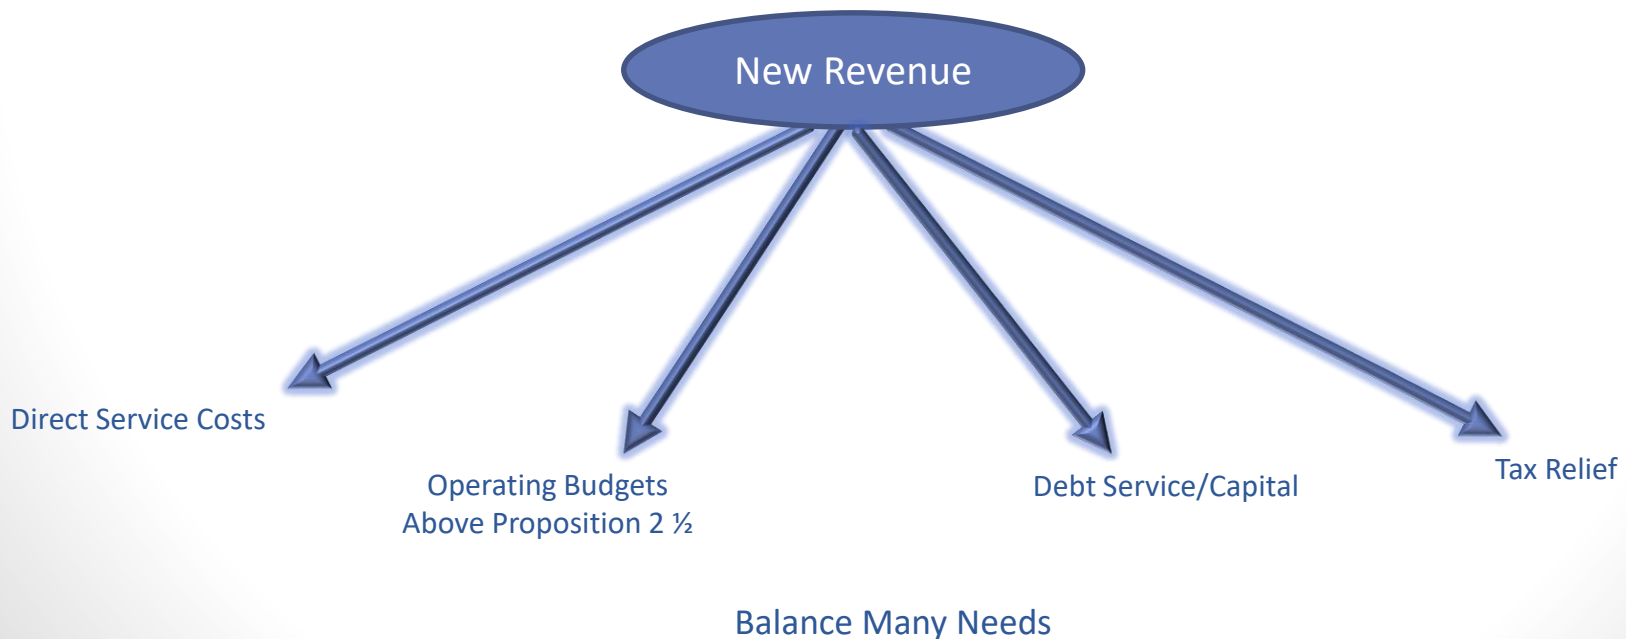 New Revenue
Direct Service Costs
Operating Budgets
Above Proposition 2 ½
Debt Service/Capital
Tax Relief
Balance Many Needs